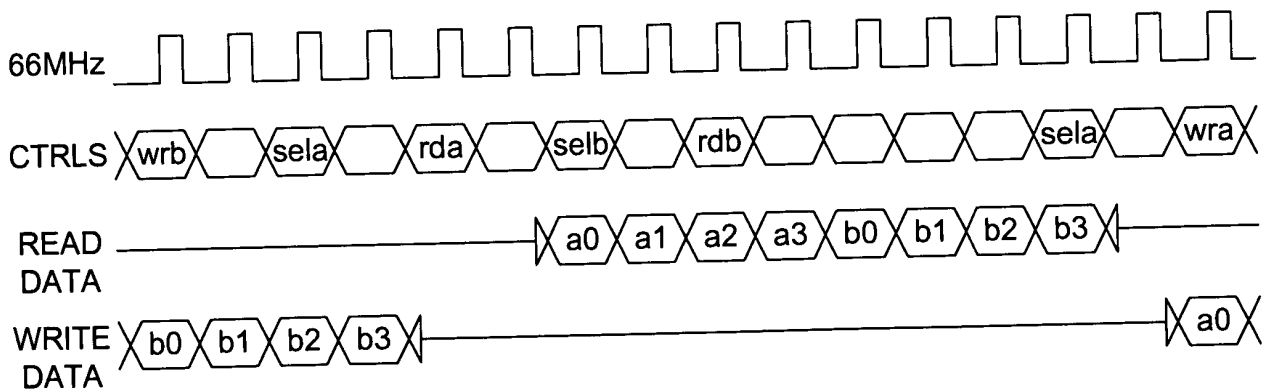 66MHz
CTRLS wrb sela rda selb rdb sela wra
READ DATA a0 a1 a2 a3 b0 b1 b2 b3
WRITE DATA b0 b1 b2 b3 a0